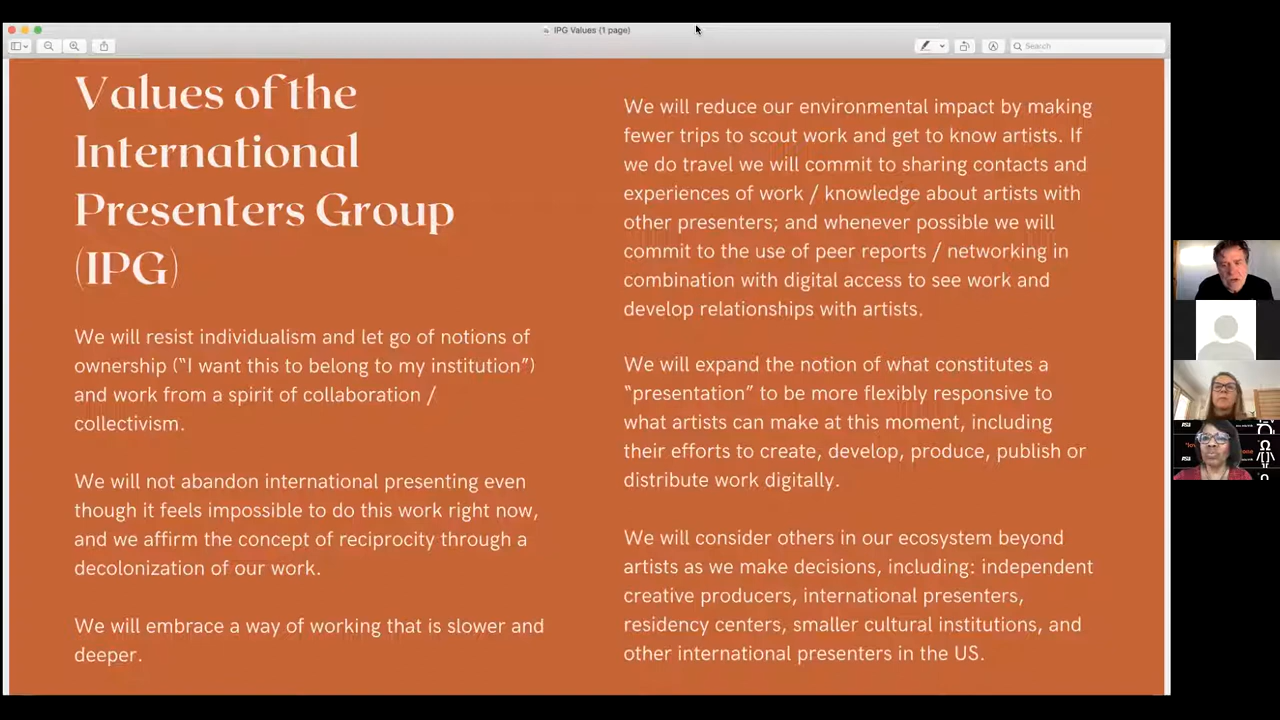 IPG Values (1 page)
Search
Values of the
International
Presenters Group
(IPG)
We will resist individualism and let go of notions of
ownership (“I want this to belong to my institution”)
and work from a spirit of collaboration /
collectivism.
We will not abandon international presenting even
though it feels impossible to do this work right now,
and we affirm the concept of reciprocity through a
decolonization of our work.
We will embrace a way of working that is slower and
deeper.
We will reduce our environmental impact by making
fewer trips to scout work and get to know artists. If
we do travel we will commit to sharing contacts and
experiences of work / knowledge about artists with
other presenters; and whenever possible we will
commit to the use of peer reports / networking in
combination with digital access to see work and
develop relationships with artists.
We will expand the notion of what constitutes a
“presentation” to be more flexibly responsive to
what artists can make at this moment, including
their efforts to create, develop, produce, publish or
distribute work digitally.
We will consider others in our ecosystem beyond
artists as we make decisions, including: independent
creative producers, international presenters,
residency centers, smaller cultural institutions, and
other international presenters in the US.